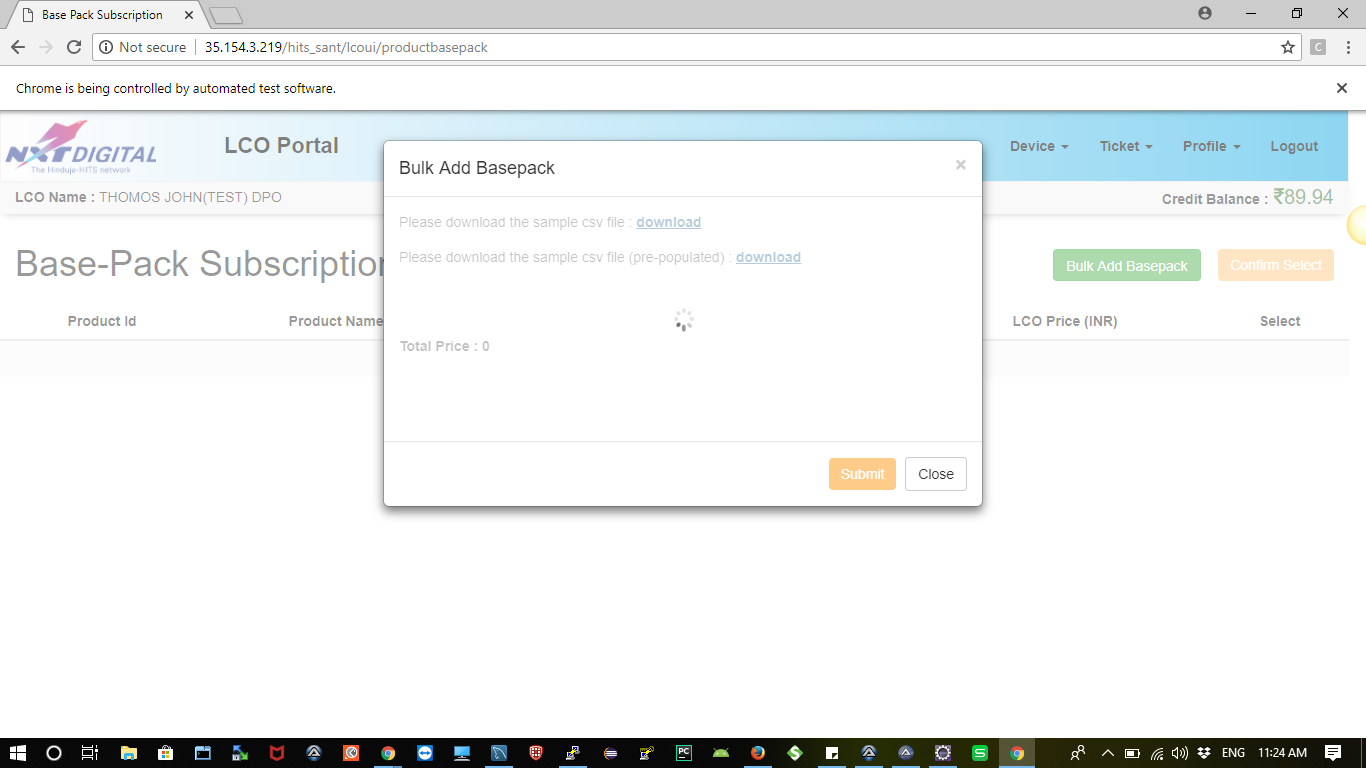 Base Pack Subscription
Not secure 35.154.3.219/hits_sant/lcoui/productbasepack
C
Chrome is being controlled by automated test software.
NXTDIGITAL
The Hinduja-HITS network
LCO Portal
Device Ticket Profile Logout
LCO Name : THOMOS JOHN(TEST) DPO
Credit Balance : ₹89.94
Base-Pack Subscription
Bulk Add Basepack Confirm Select
Product Id Product Name LCO Price (INR) Select
Bulk Add Basepack ×
Please download the sample csv file : download
Please download the sample csv file (pre-populated) : download
Total Price : 0
Submit Close
PC
ENG 11:24 AM